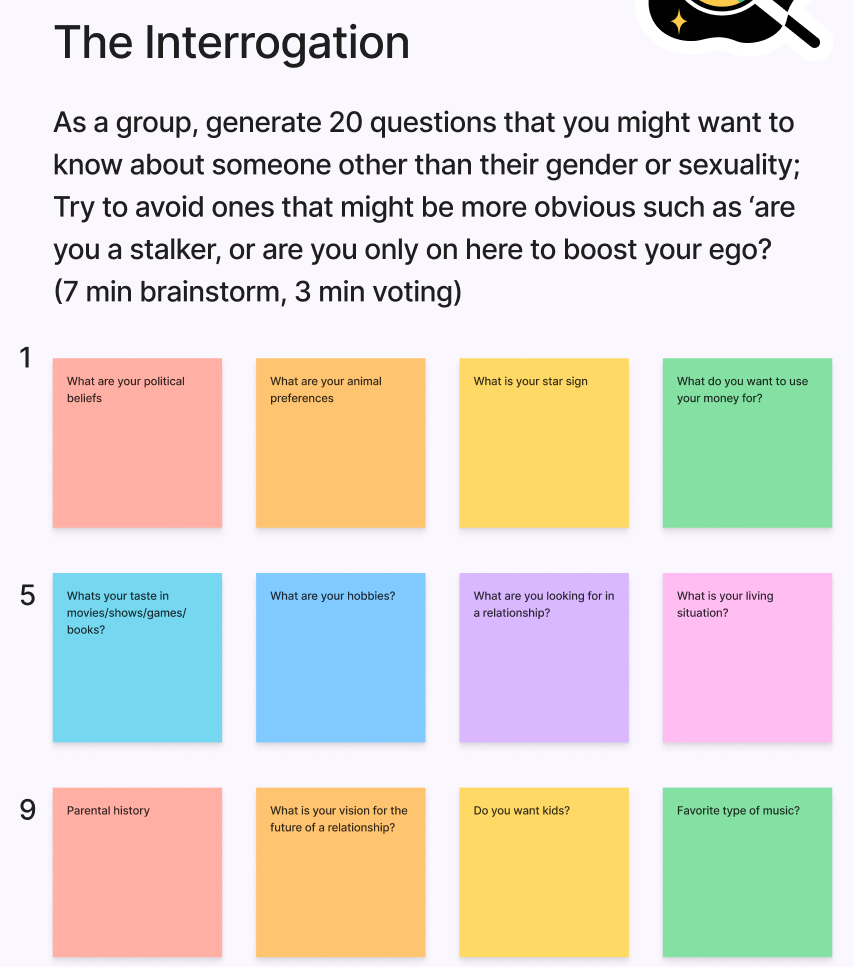 The Interrogation
As a group, generate 20 questions that you might want to
know about someone other than their gender or sexuality;
Try to avoid ones that might be more obvious such as ‘are
you a stalker, or are you only on here to boost your ego?
(7 min brainstorm, 3 min voting)
1
What are your political
beliefs
What are your animal
preferences
What is your star sign
What do you want to use
your money for?
5
Whats your taste in
movies/shows/games/
books?
What are your hobbies?
What are you looking for in
a relationship?
What is your living
situation?
9
Parental history
What is your vision for the
future of a relationship?
Do you want kids?
Favorite type of music?